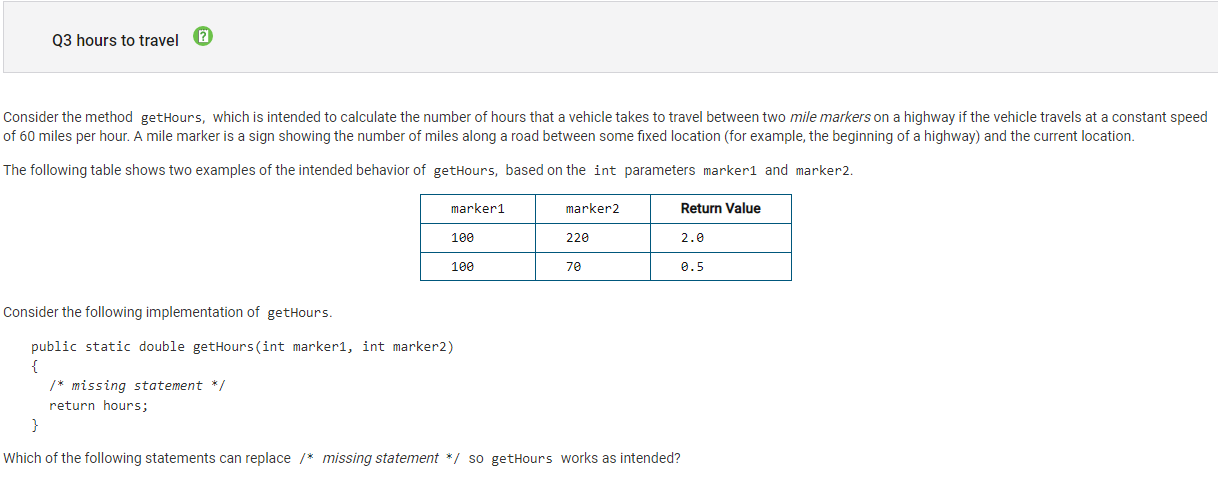 Q3 hours to travel
Consider the method getHours, which is intended to calculate the number of hours that a vehicle takes to travel between two mile markers on a highway if the vehicle travels at a constant speed
of 60 miles per hour. A mile marker is a sign showing the number of miles along a road between some fixed location (for example, the beginning of a highway) and the current location.
The following table shows two examples of the intended behavior of getHours, based on the int parameters marker1 and marker2.
marker1 marker2 Return Value
100 220 2.0
100 70 0.5
Consider the following implementation of getHours.
public static double getHours(int marker1, int marker2)
{
/* missing statement */
return hours;
}
Which of the following statements can replace /* missing statement */ so getHours works as intended?